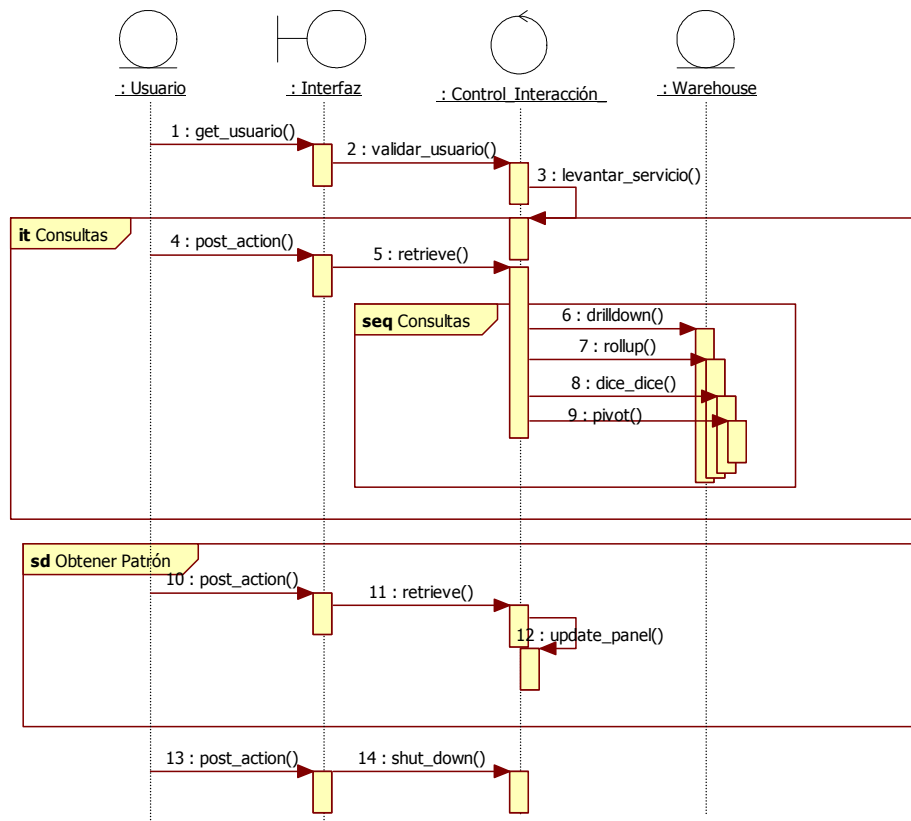 : Usuario
: Interfaz
: Control_Interacción_
: Warehouse
1 : get_usuario()
2 : validar_usuario()
3 : levantar_servicio()
it Consultas
4 : post_action()
5 : retrieve()
seq Consultas
6 : drilldown()
7 : rollup()
8 : dice_dice()
9 : pivot()
sd Obtener Patrón
10 : post_action()
11 : retrieve()
12 : update_panel()
13 : post_action()
14 : shut_down()